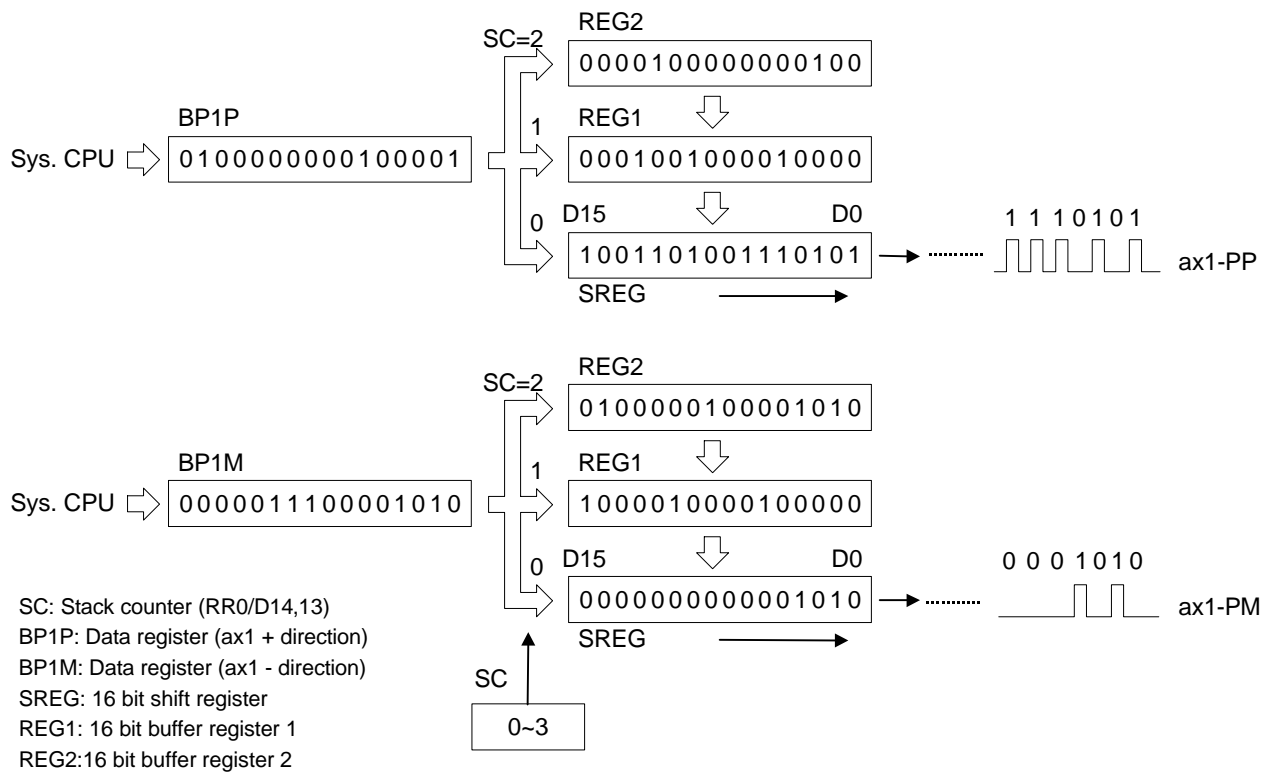 REG2
SC=2
0000100000000100
BP1P
1
REG1
Sys. CPU
0100000000100001
0001001000010000
0
D15
D0
1 1 1 0 1 0 1
1001101001110101
ax1-PP
SREG
REG2
SC=2
0100000100001010
BP1M
1
REG1
Sys. CPU
0000011100001010
1000010000100000
0
D15
D0
0 0 0 1 0 1 0
0000000000001010
ax1-PM
SREG
SC: Stack counter (RR0/D14,13)
BP1P: Data register (ax1 + direction)
BP1M: Data register (ax1 - direction)
SREG: 16 bit shift register
REG1: 16 bit buffer register 1
REG2:16 bit buffer register 2
SC
0~3